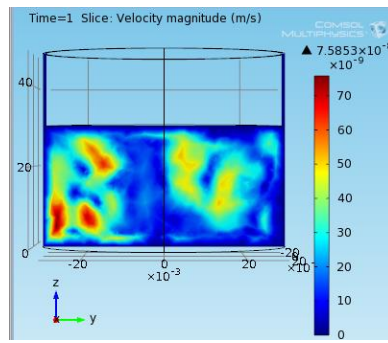 Time=1 Slice: Velocity magnitude (m/s)
COMSOL
MULTIPHYSICS
▲ 7.5853×10⁻⁸
×10⁻⁹
70
60
50
40
30
20
10
0
40
20
0
-20
0
20
×10⁻³
z
y
x